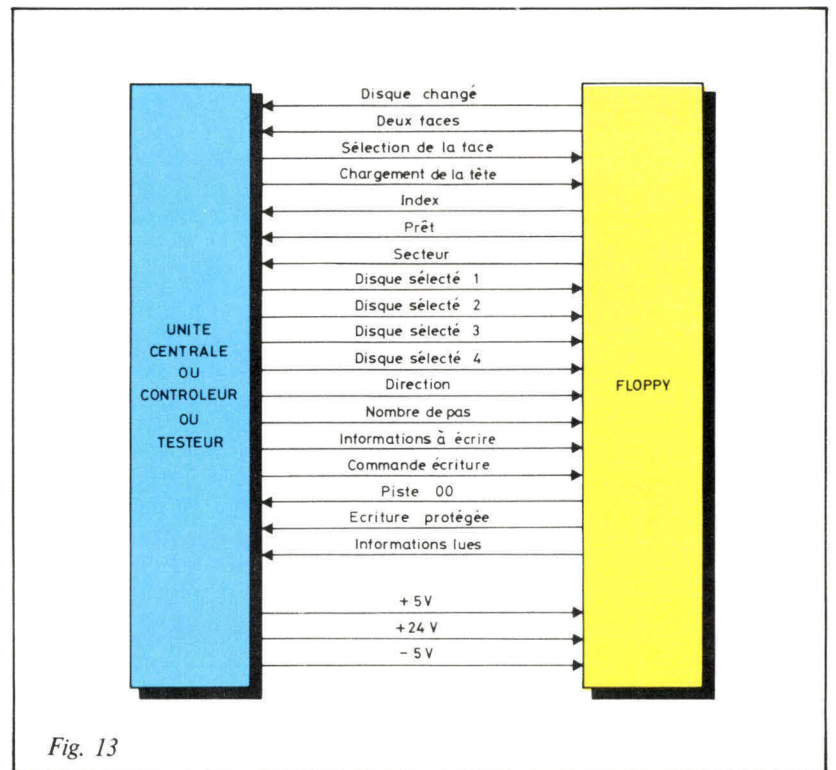 Disque changé
Deux faces
Sélection de la face
Chargement de la tête
Index
Prêt
Secteur
Disque sélecté 1
Disque sélecté 2
Disque sélecté 3
Disque sélecté 4
Direction
Nombre de pas
Informations à écrire
Commande écriture
Piste 00
Ecriture protégée
Informations lues
+ 5 V
+ 24 V
- 5 V
UNITE
CENTRALE
OU
CONTROLEUR
OU
TESTEUR
FLOPPY
Fig. 13